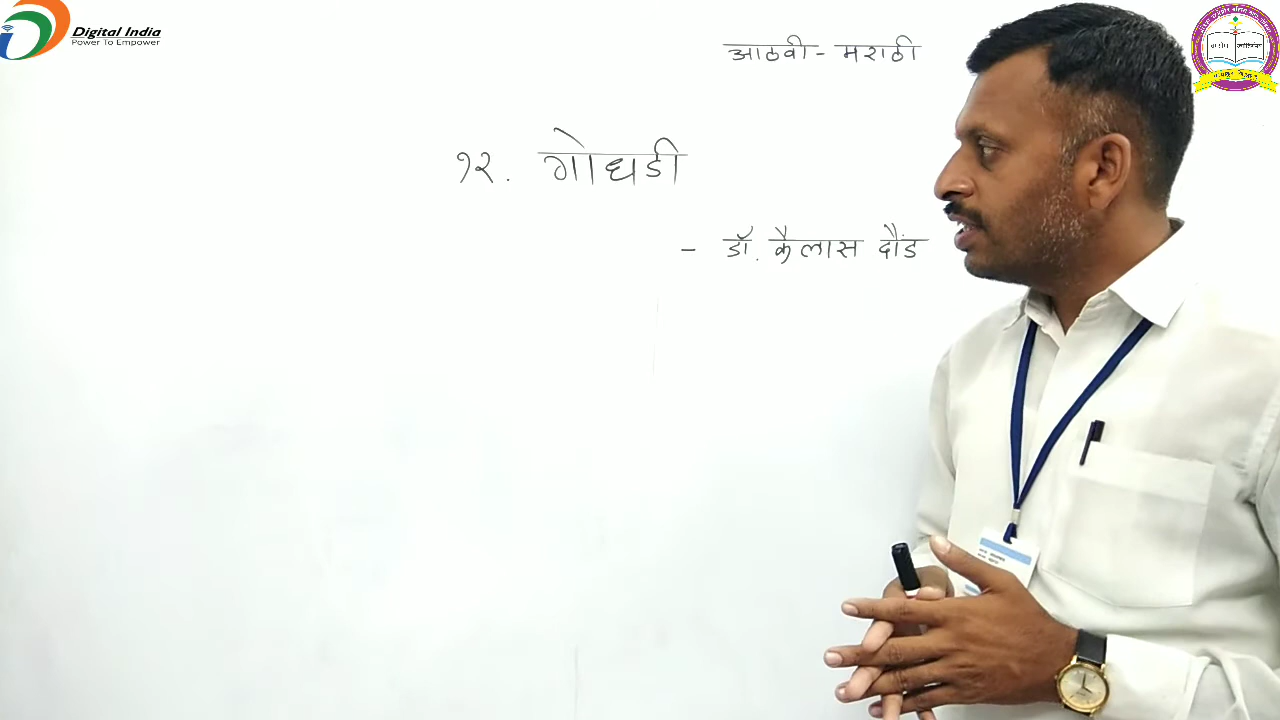 Digital India
Power To Empower
आठवी - मराठी
१२. गोधडी
- डॉ. कैलास दौंड